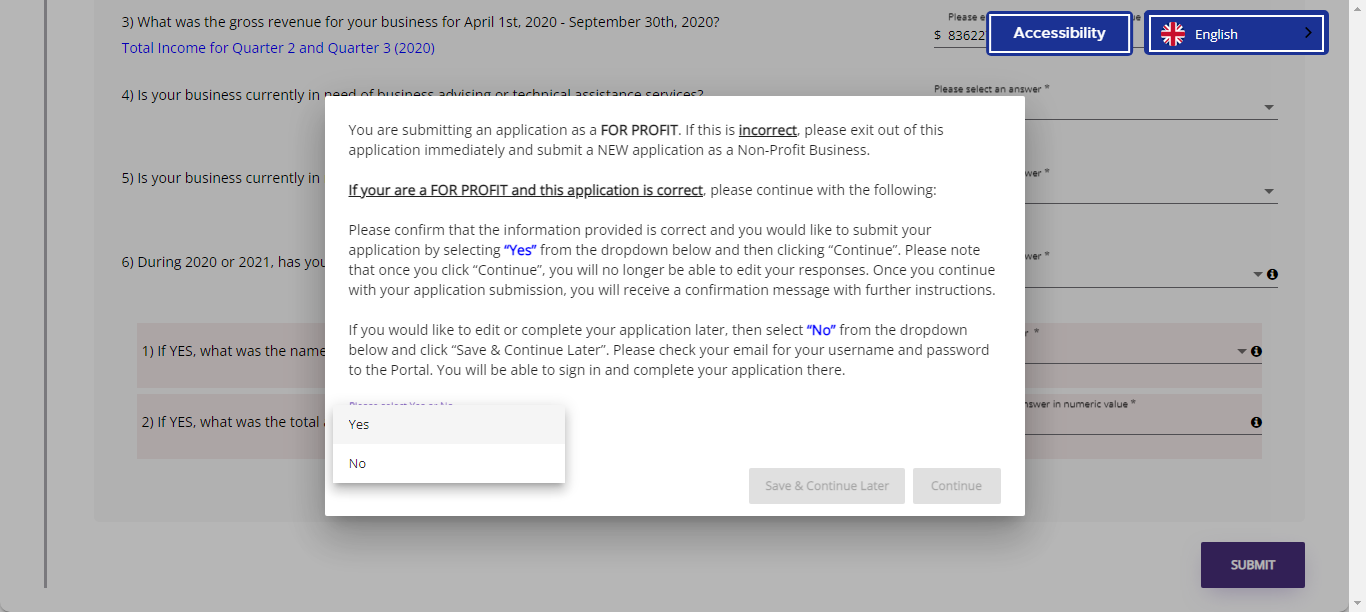 3) What was the gross revenue for your business for April 1st, 2020 - September 30th, 2020?
Please e
Total Income for Quarter 2 and Quarter 3 (2020)
$ 83622
Accessibility
English
4) Is your business currently in need of business advising or technical assistance services?
Please select an answer *
You are submitting an application as a FOR PROFIT. If this is incorrect, please exit out of this
application immediately and submit a NEW application as a Non-Profit Business.
5) Is your business currently in
wer *
If your are a FOR PROFIT and this application is correct, please continue with the following:
Please confirm that the information provided is correct and you would like to submit your
application by selecting “Yes” from the dropdown below and then clicking “Continue”. Please note
that once you click “Continue”, you will no longer be able to edit your responses. Once you continue
with your application submission, you will receive a confirmation message with further instructions.
6) During 2020 or 2021, has you
wer *
If you would like to edit or complete your application later, then select “No” from the dropdown
below and click “Save & Continue Later”. Please check your email for your username and password
to the Portal. You will be able to sign in and complete your application there.
1) If YES, what was the name
r *
Please select Yes or No
Yes
No
2) If YES, what was the total
nswer in numeric value *
Save & Continue Later
Continue
SUBMIT